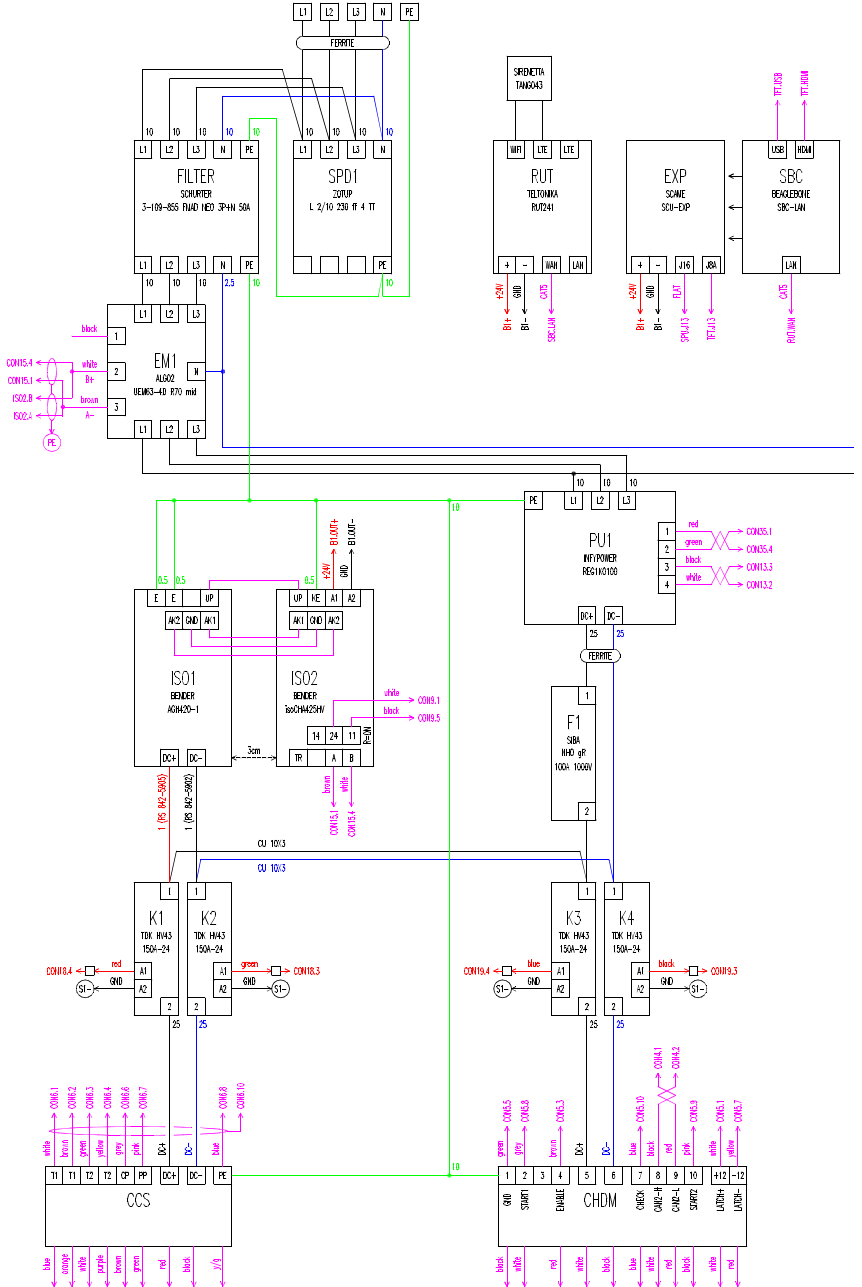 L1 L2 L3 N PE
FERRITE
SIRENETTA
TANGO43
TFT.USB
TFT.HDMI
10 10 10 10 10
10 10 10 10
L1 L2 L3 N PE
L1 L2 L3 N
WIFI LTE LTE
USB HDMI
FILTER
SCHURTER
SPD1
ZOTUP
L 2/10 230 ff 4 TT
RUT
TELTONIKA
RUT241
EXP
SCAME
SCU-EXP
SBC
BEAGLEBONE
SBC-LAN
L1 L2 L3 N PE
PE
+ - WAN LAN
+ - J16 J8A
LAN
10 10 10 2.5 10
10
+24V GND CAT5
+24V GND FLAT
CAT5
B1+ B1- SBC.LAN
B1+ B1- SPU.J13 TFT.J13
RUT.WAN
L1 L2 L3
black
1
CON15.4
white
2
B+
EM1
ALGO2
UEM63-4D R70 mid
N
CON15.1
ISO2.B
brown
3
ISO2.A
A-
PE
L1 L2 L3
10 10 10
PE L1 L2 L3
10
PU1
INFYPOWER
REG1K0100
1 red CON35.1
2 green CON35.4
3 black CON13.3
4 white CON13.2
DC+ DC-
25 25
FERRITE
+24V B1.OUT+
GND B1.OUT-
0.5 0.5 0.5
E E UP
UP KE A1 A2
AK2 GND AK1
AK1 GND AK2
ISO1
BENDER
AGH420-1
ISO2
BENDER
isoCHA425HV
white CON9.1
black CON9.5
14 24 11
R=ON
DC+ DC-
3cm
TR A B
brown white
CON15.1 CON15.4
1 (RS 842-5905)
1 (RS 842-5902)
1
F1
SIBA
NH0 gR
100A 1000V
2
CU 10X3
CU 10X3
1 1
1 1
K1
TDK HV43
150A-24
K2
TDK HV43
150A-24
K3
TDK HV43
150A-24
K4
TDK HV43
150A-24
CON18.4 red A1
A1 green CON18.3
CON19.4 blue A1
A1 black CON19.3
S1- GND A2
A2 GND S1-
S1- GND A2
A2 GND S1-
2 2
2 2
25 25
25 25
CON6.1 CON6.2 CON6.3 CON6.4 CON6.6 CON6.7 CON6.8 CON6.10
CON5.5 CON5.8 CON5.3 CON5.10 CON4.1 CON4.2 CON5.9 CON5.1 CON5.7
white brown green yellow grey pink DC+ DC- blue
green grey brown DC+ DC- blue black red pink white yellow
10
T1 T1 T2 T2 CP PP DC+ DC- PE
1 2 3 4 5 6 7 8 9 10 +12 -12
GND START1 ENABLE CHECK CAN2-H CAN2-L START2 LATCH+ LATCH-
CCS
CHDM
blue orange white purple brown green red black y/g
black white red white black blue white red black white red